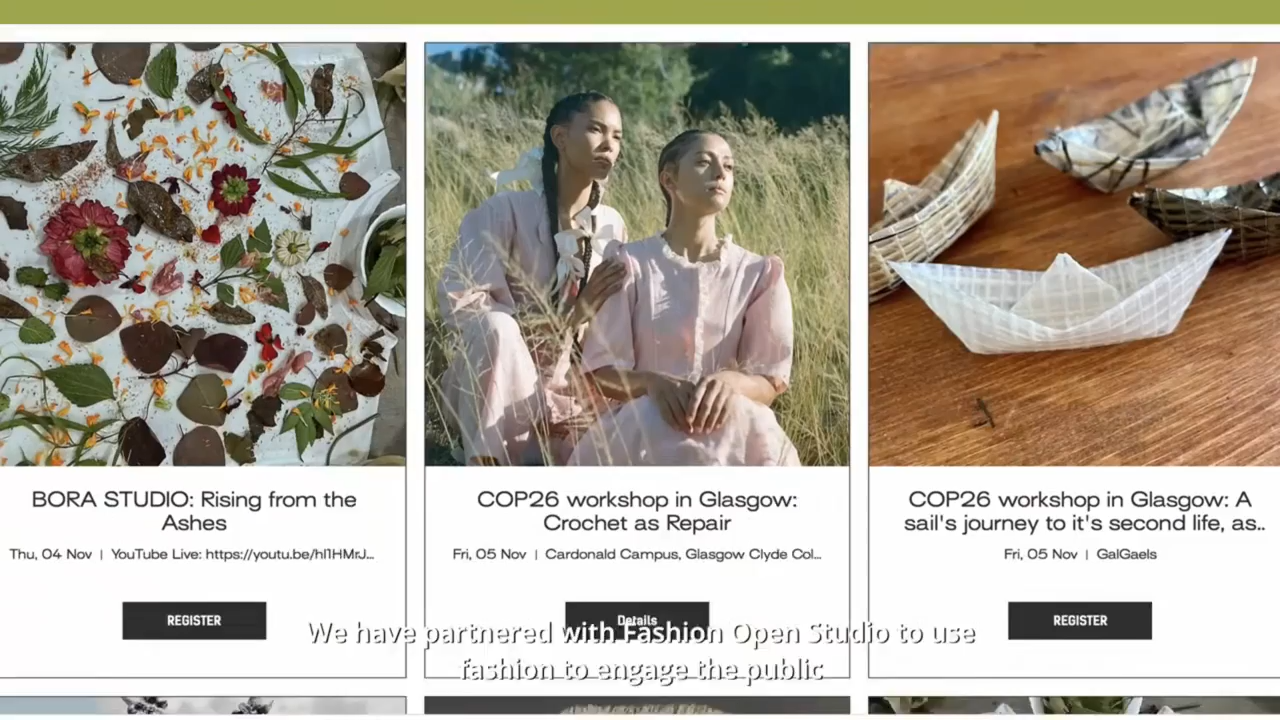 BORA STUDIO: Rising from the
Ashes
Thu, 04 Nov | YouTube Live: https://youtu.be/hl1HMrJ...
REGISTER
COP26 workshop in Glasgow:
Crochet as Repair
Fri, 05 Nov | Cardonald Campus, Glasgow Clyde Col...
Details
COP26 workshop in Glasgow: A
sail's journey to it's second life, as..
Fri, 05 Nov | GalGaels
REGISTER
We have partnered with Fashion Open Studio to use
fashion to engage the public